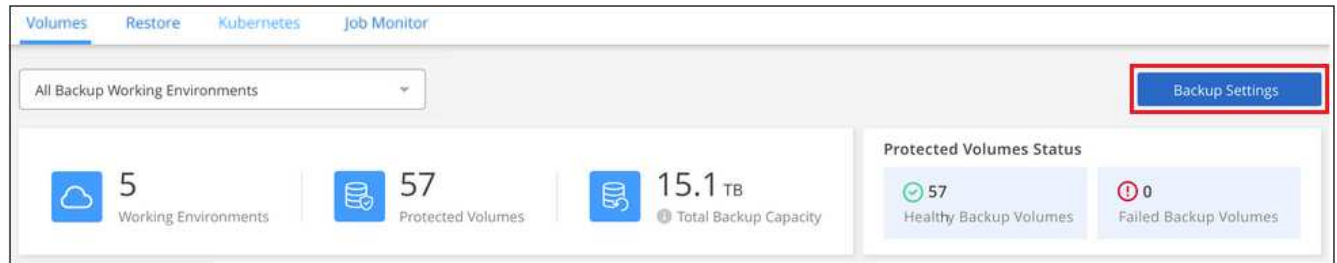 Volumes Restore Kubernetes Job Monitor
All Backup Working Environments
Backup Settings
5
Working Environments
57
Protected Volumes
15.1 TB
Total Backup Capacity
Protected Volumes Status
57
Healthy Backup Volumes
0
Failed Backup Volumes